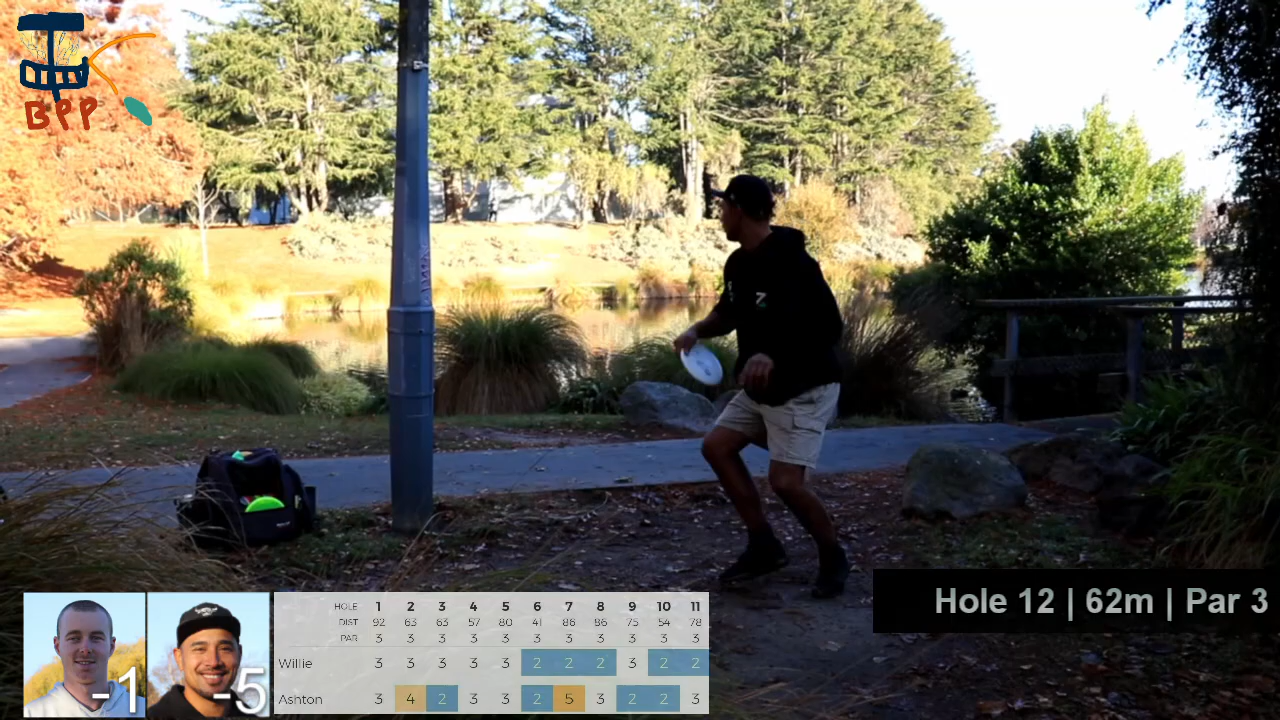 BPP
Z
-1
-5
HOLE 1 2 3 4 5 6 7 8 9 10 11
DIST 92 63 63 57 80 41 86 86 75 54 78
PAR 3 3 3 3 3 3 3 3 3 3 3
Willie 3 3 3 3 3 2 2 2 3 2 2
Ashton 3 4 2 3 3 2 5 3 2 2 3
Hole 12 | 62m | Par 3